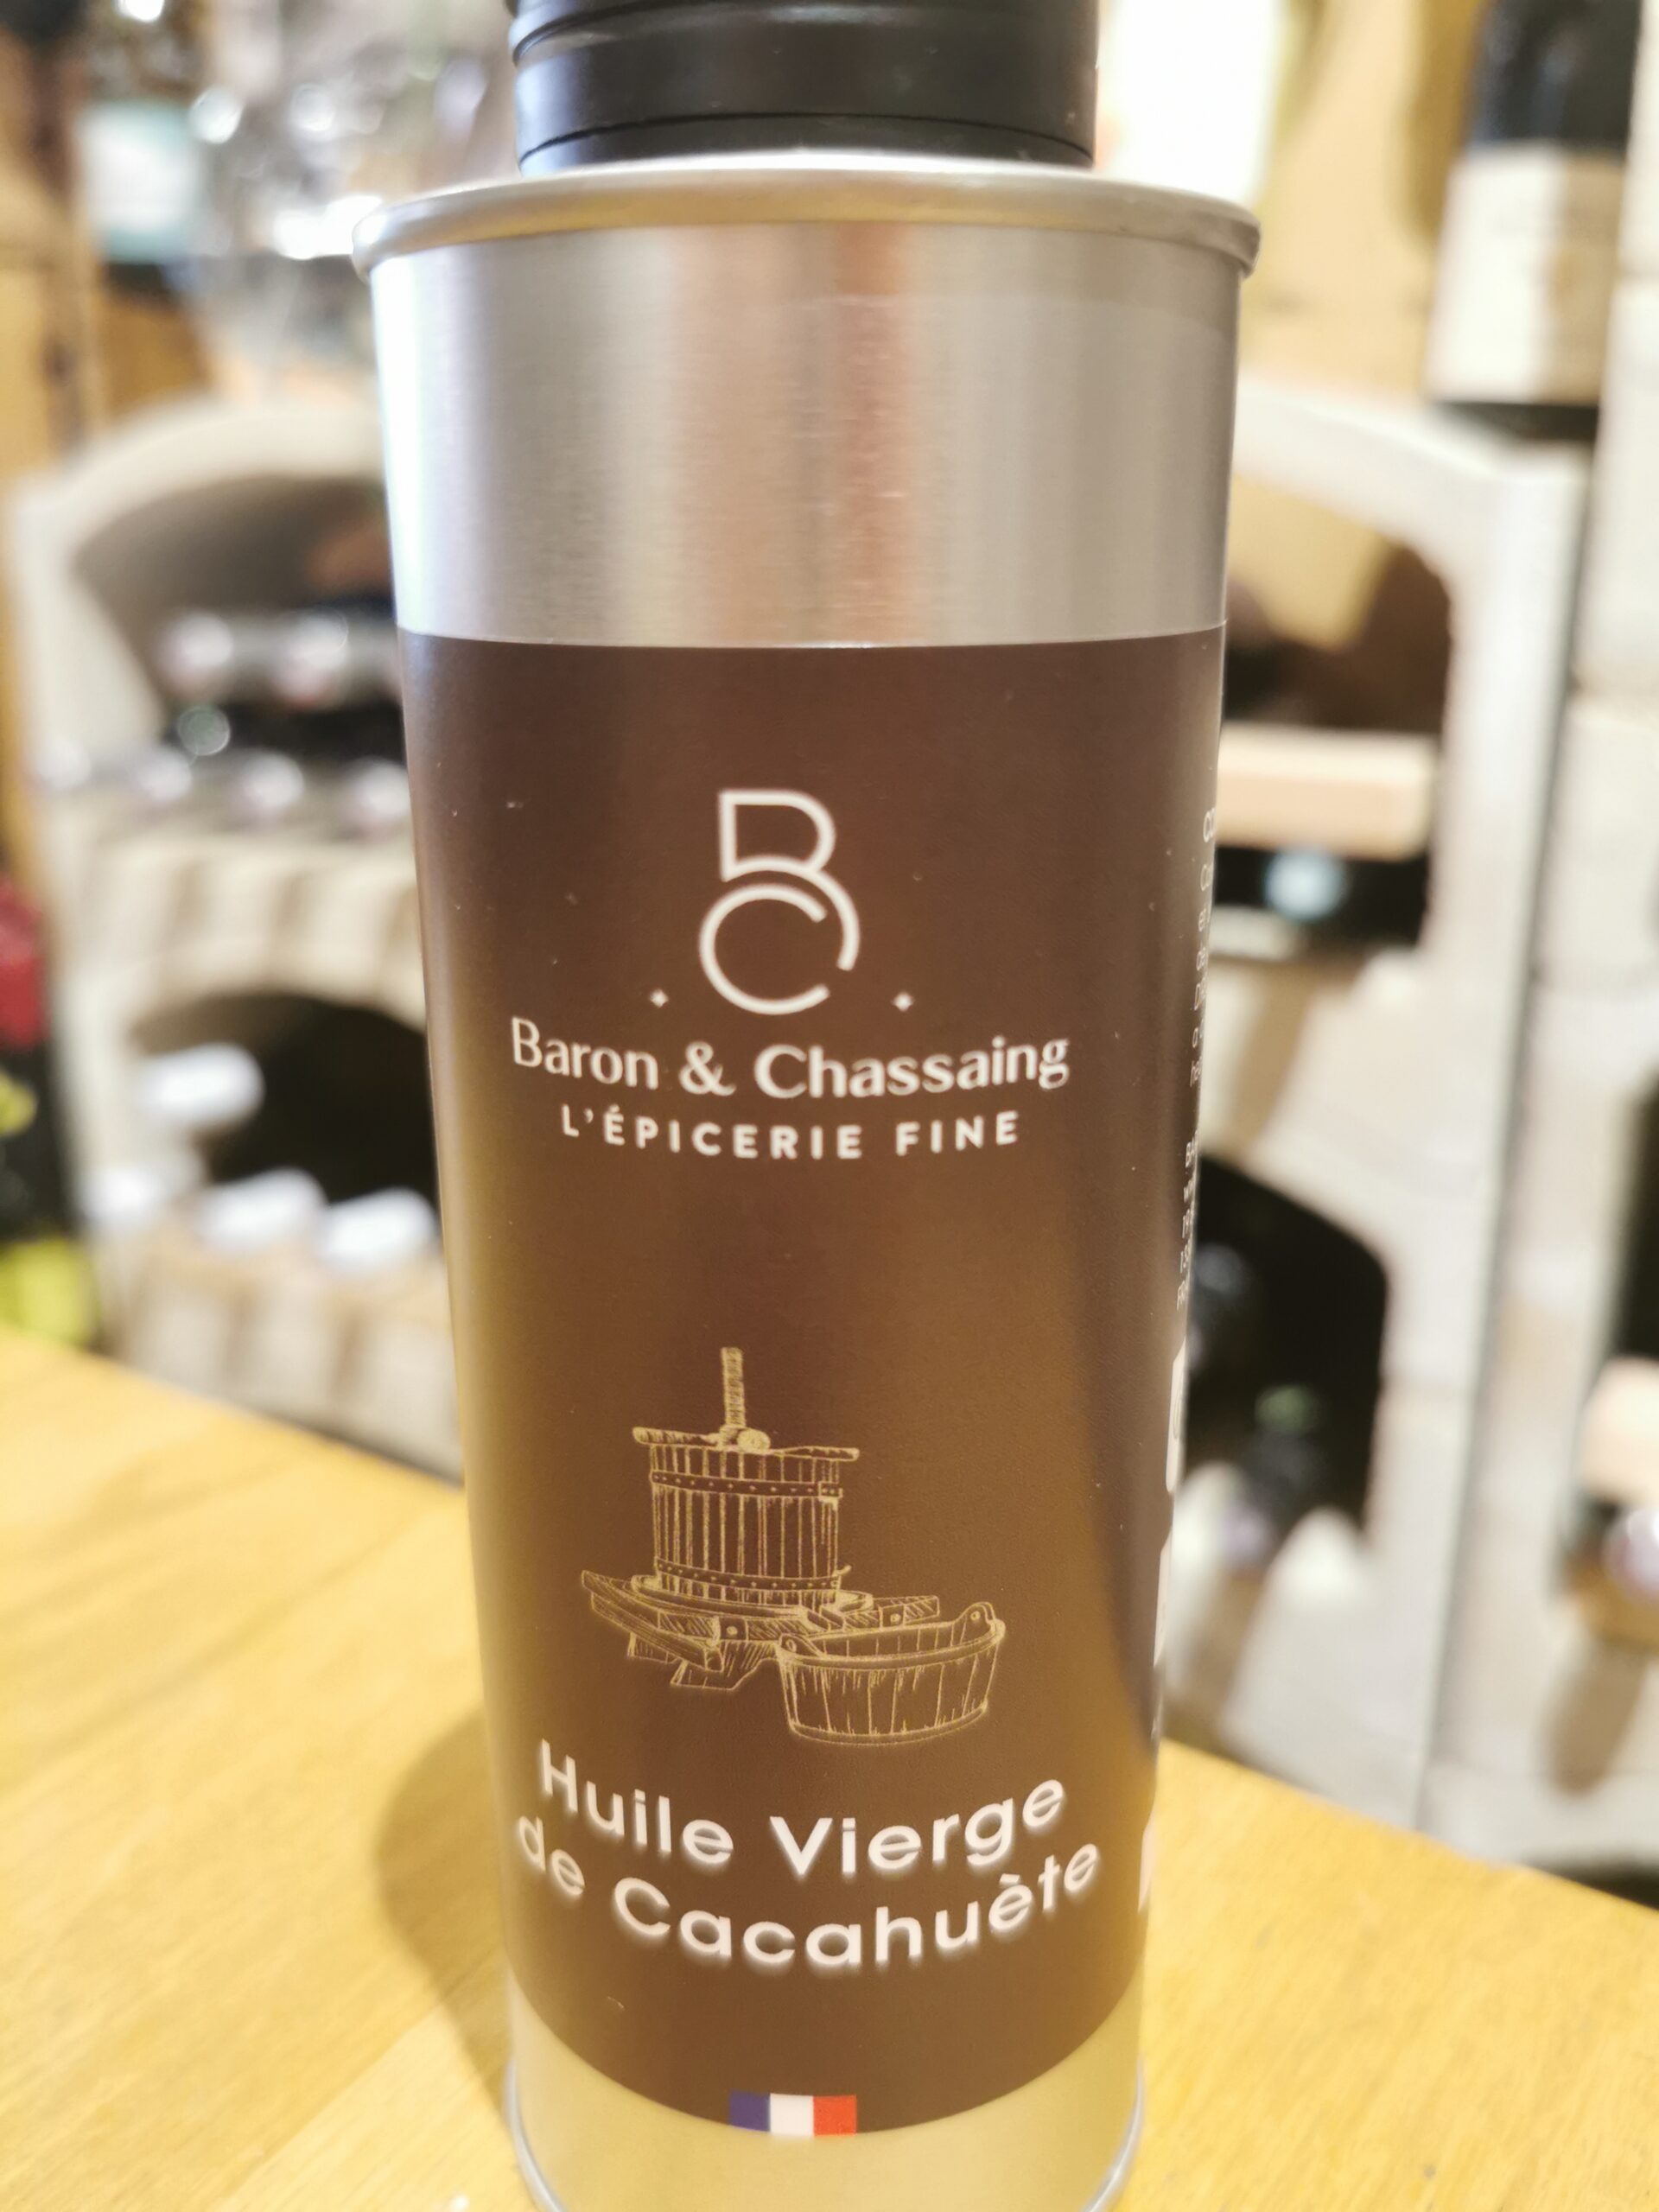 BC
Baron & Chassaing
L'ÉPICERIE FINE
Huile Vierge
de Cacahuète